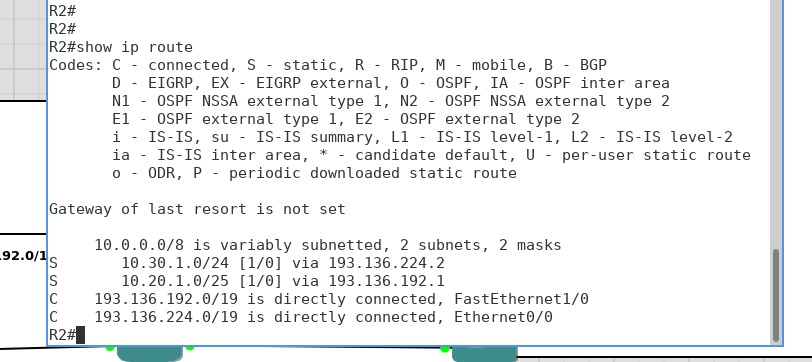 R2#
R2#
R2#show ip route
Codes: C - connected, S - static, R - RIP, M - mobile, B - BGP
       D - EIGRP, EX - EIGRP external, O - OSPF, IA - OSPF inter area
       N1 - OSPF NSSA external type 1, N2 - OSPF NSSA external type 2
       E1 - OSPF external type 1, E2 - OSPF external type 2
       i - IS-IS, su - IS-IS summary, L1 - IS-IS level-1, L2 - IS-IS level-2
       ia - IS-IS inter area, * - candidate default, U - per-user static route
       o - ODR, P - periodic downloaded static route
Gateway of last resort is not set
     10.0.0.0/8 is variably subnetted, 2 subnets, 2 masks
92.0/1
S       10.30.1.0/24 [1/0] via 193.136.224.2
S       10.20.1.0/25 [1/0] via 193.136.192.1
C    193.136.192.0/19 is directly connected, FastEthernet1/0
C    193.136.224.0/19 is directly connected, Ethernet0/0
R2#